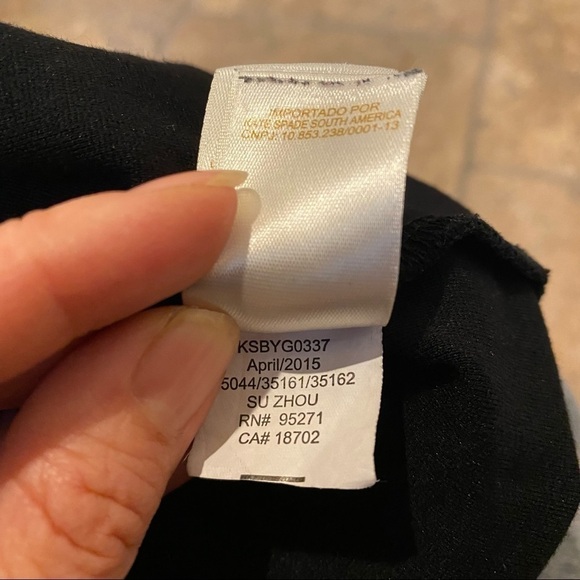 IMPORTADO POR
KATE SPADE SOUTH AMERICA
CNPJ: 10.853.238/0001-13
KSBYG0337
April/2015
5044/35161/35162
SU ZHOU
RN# 95271
CA# 18702